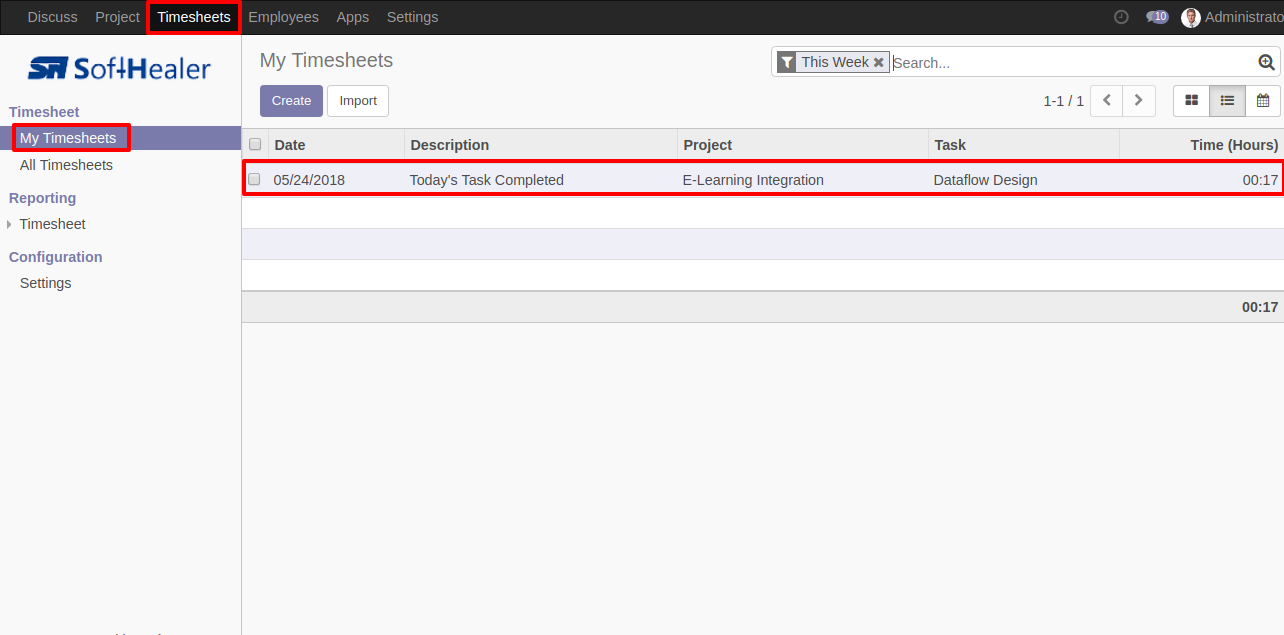 Discuss Project Timesheets Employees Apps Settings 10 Administrato
SoftHealer
My Timesheets
This Week Search...
Create Import
1-1 / 1
Timesheet
My Timesheets
All Timesheets
Reporting
Timesheet
Configuration
Settings
Date Description Project Task Time (Hours)
05/24/2018 Today's Task Completed E-Learning Integration Dataflow Design 00:17
00:17